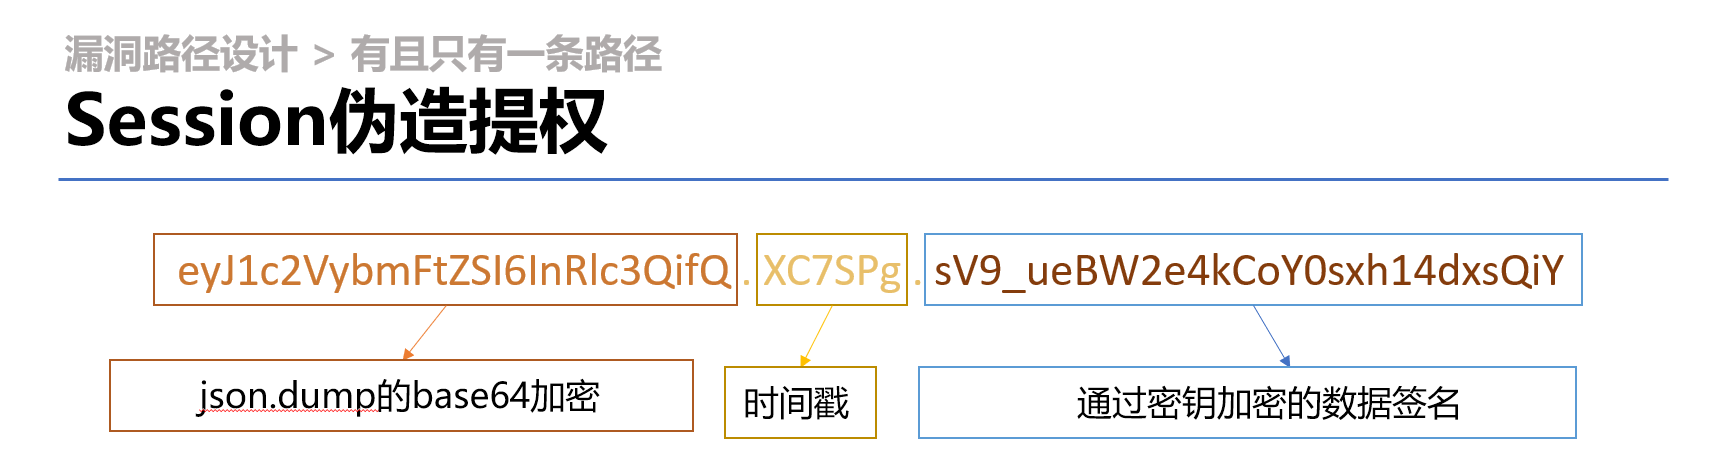 漏洞路径设计 > 有且只有一条路径
Session伪造提权
eyJ1c2VybmFtZSI6InRlc3QifQ.XC7SPg.sV9_ueBW2e4kCoY0sxh14dxsQiY
json.dump的base64加密
时间戳
通过密钥加密的数据签名